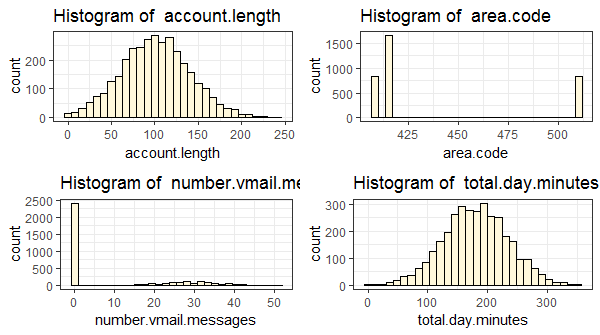 Histogram of  account.length
count
200
100
0
0 50 100 150 200 250
account.length
Histogram of  area.code
count
1500
1000
500
0
425 450 475 500
area.code
Histogram of  number.vmail.me
count
2500
2000
1500
1000
500
0
0 10 20 30 40 50
number.vmail.messages
Histogram of  total.day.minutes
count
300
200
100
0
0 100 200 300
total.day.minutes